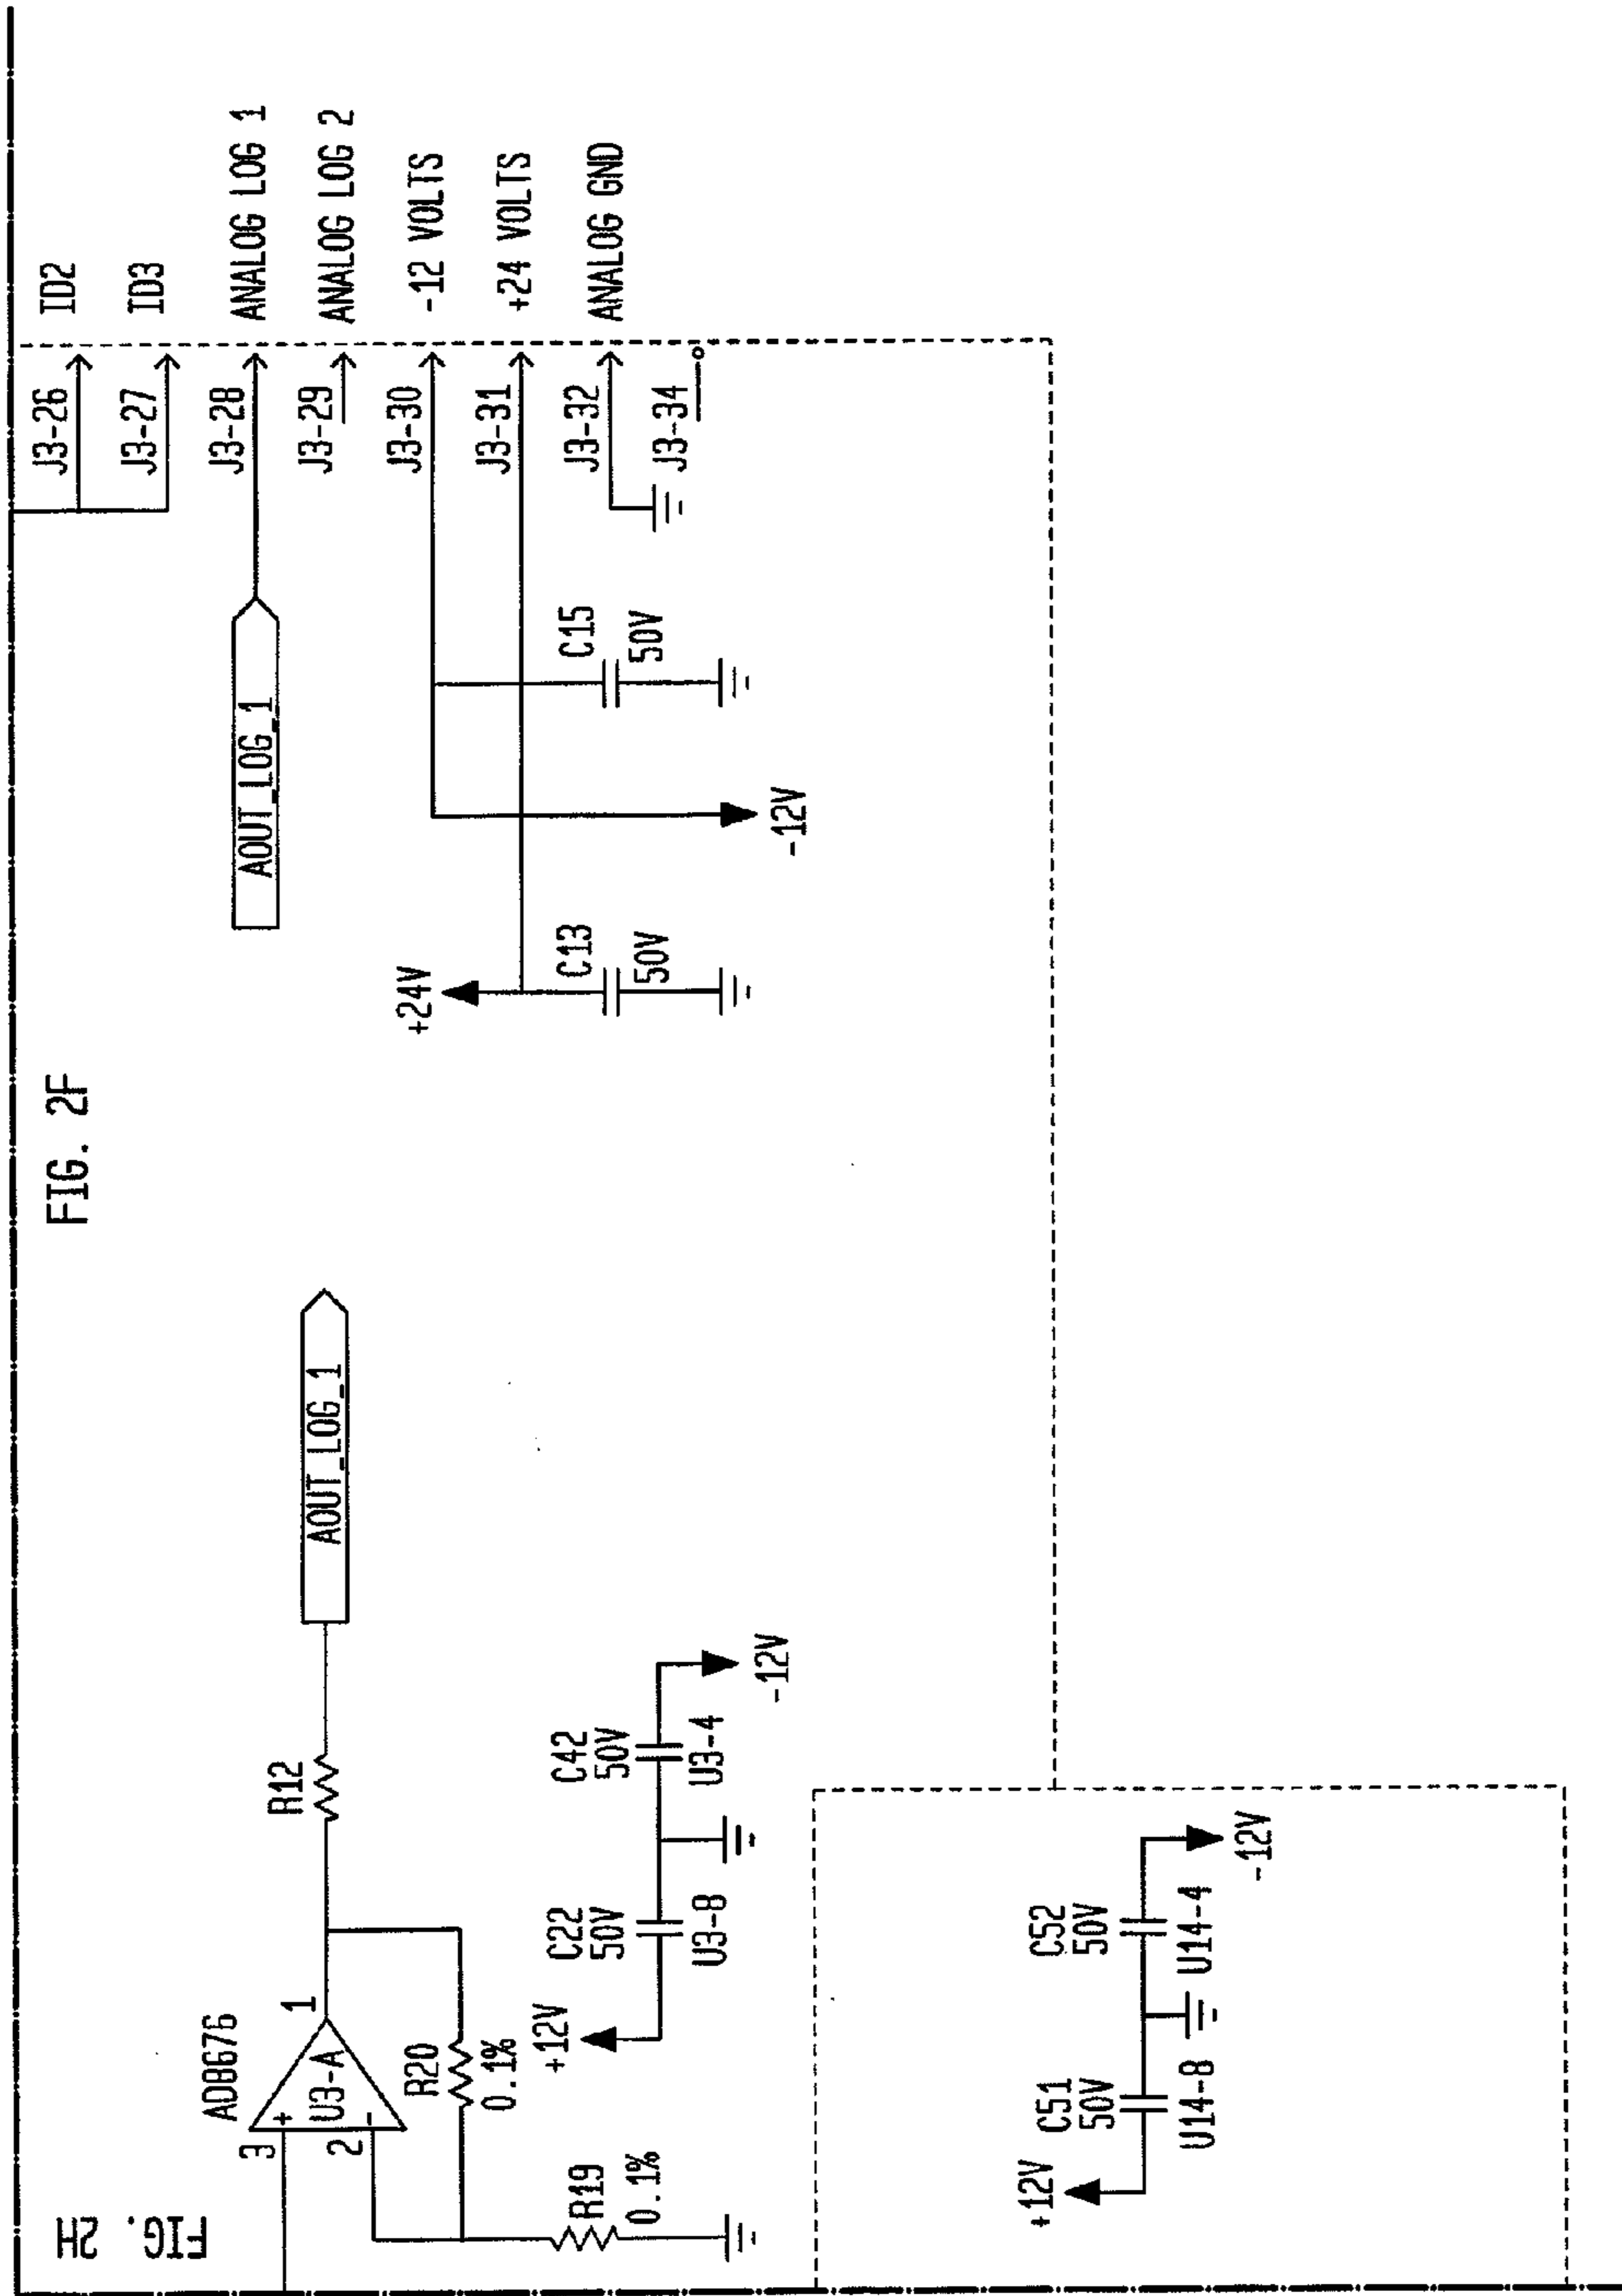 FIG. 2H
FIG. 2F
AD8676
3
+
U3-A
1
2
-
R20
0.1%
R19
0.1%
R12
AOUT_LOG_1
+12V
C22
50V
U3-8
C42
50V
U3-4
-12V
+12V
C51
50V
U14-8
C52
50V
U14-4
-12V
AOUT_LOG_1
+24V
C13
50V
-12V
C15
50V
J3-26 ID2
J3-27 ID3
J3-28 ANALOG LOG 1
J3-29 ANALOG LOG 2
J3-30 -12 VOLTS
J3-31 +24 VOLTS
J3-32 ANALOG GND
J3-34